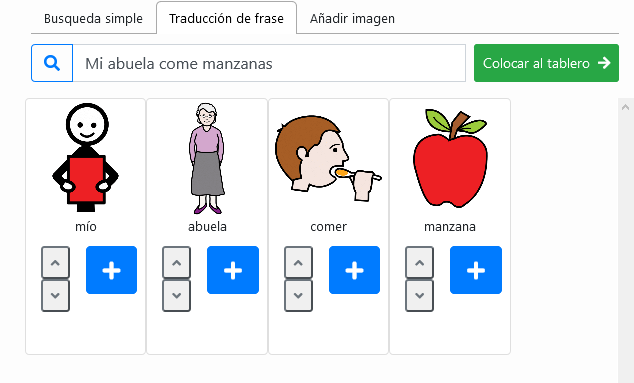 Busqueda simple Traducción de frase Añadir imagen
Mi abuela come manzanas Colocar al tablero
mío abuela comer manzana